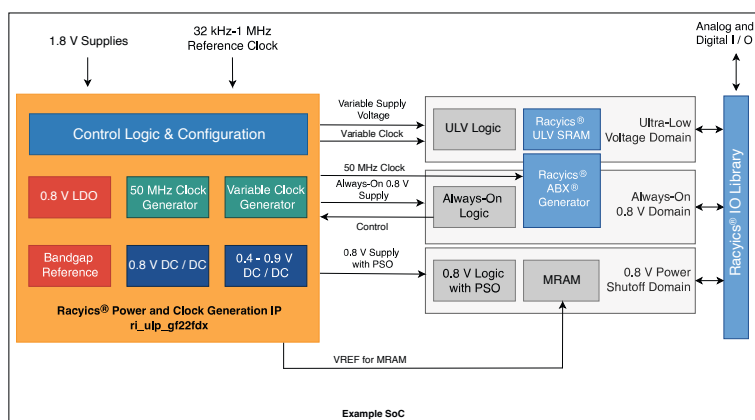 1.8 V Supplies
32 kHz-1 MHz
Reference Clock
Analog and
Digital I / O
Control Logic & Configuration
0.8 V LDO
50 MHz Clock
Generator
Variable Clock
Generator
Bandgap
Reference
0.8 V DC / DC
0,4 - 0.9 V
DC / DC
Racyics® Power and Clock Generation IP
ri_ulp_gf22fdx
Variable Supply
Voltage
Variable Clock
50 MHz Clock
Always-On 0.8 V
Supply
Control
0.8 V Supply
with PSO
VREF for MRAM
ULV Logic
Racyics®
ULV SRAM
Ultra-Low
Voltage Domain
Racyics®
ABX®
Generator
Always-On
Logic
Always-On
0.8 V Domain
0.8 V Logic
with PSO
MRAM
0.8 V Power
Shutoff Domain
Racyics® IO Library
Example SoC